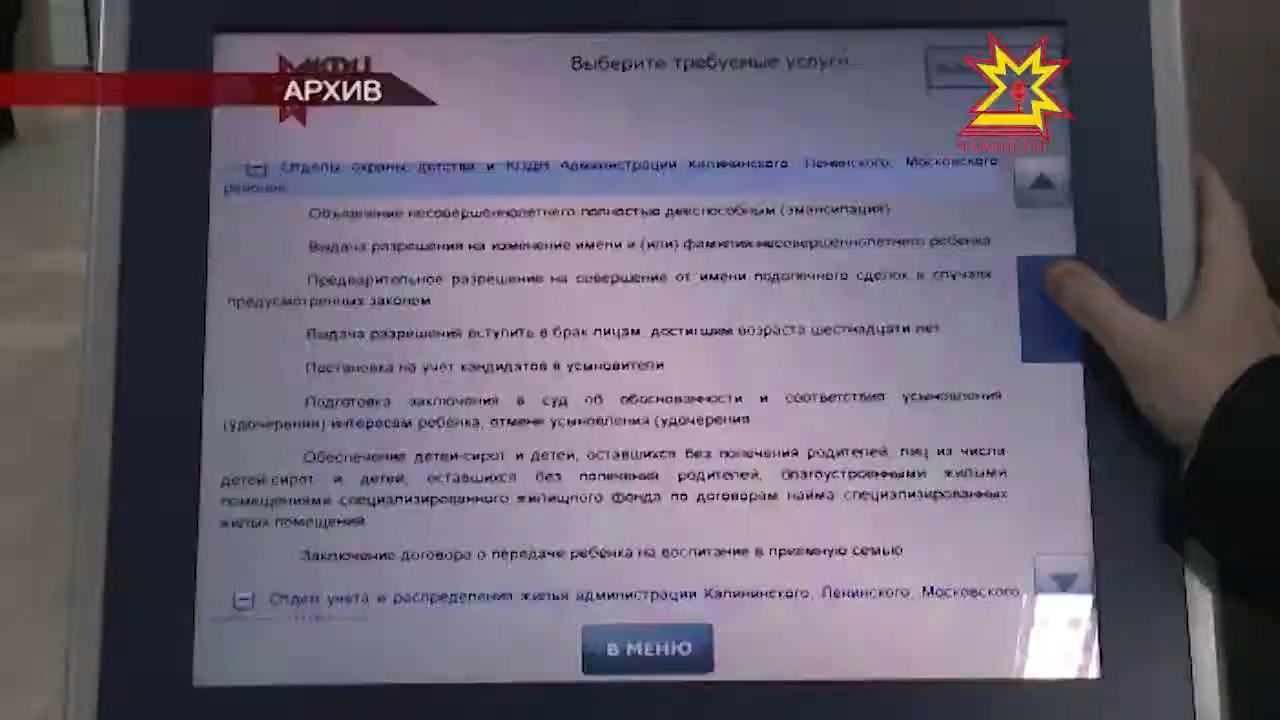 МФЦ
АРХИВ
Выберите требуемые услуги...
Отделы охраны детства и КПДН Администрации Калининского, Ленинского, Московского
районов
Объявление несовершеннолетнего полностью дееспособным (эмансипация)
Выдача разрешения на изменение имени и (или) фамилии несовершеннолетнего ребенка
Предварительное разрешение на совершение от имени подопечного сделок в случаях
предусмотренных законом
Выдача разрешения вступить в брак лицам, достигшим возраста шестнадцати лет
Постановка на учет кандидатов в усыновители
Подготовка заключения в суд об обоснованности и соответствия усыновления
(удочерения) интересам ребенка, отмене усыновления (удочерения
Обеспечение детей-сирот и детей, оставшихся без попечения родителей, лиц из числа
детей-сирот и детей, оставшихся без попечения родителей, благоустроенными жилыми
помещениями специализированного жилищного фонда по договорам найма специализированных
жилых помещений
Заключение договора о передаче ребенка на воспитание в приемную семью
Отдел учета и распределения жилья администрации Калининского, Ленинского, Московского
В МЕНЮ